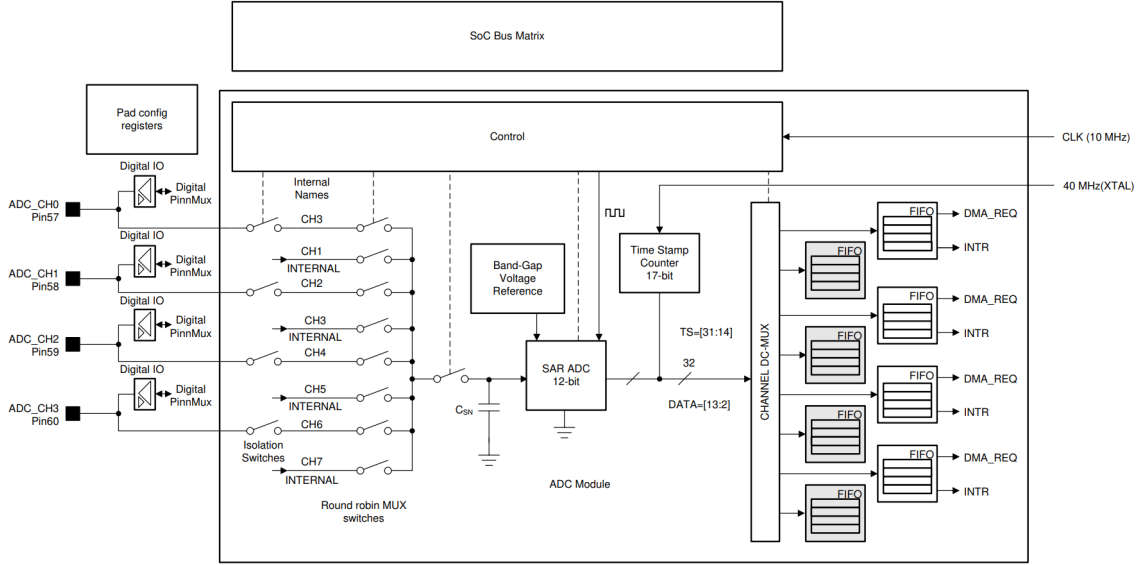 SoC Bus Matrix
Pad config
registers
Control
CLK (10 MHz)
40 MHz(XTAL)
Digital IO
Digital
PinnMux
ADC_CH0
Pin57
Internal
Names
CH3
CH1
INTERNAL
Digital IO
Digital
PinnMux
ADC_CH1
Pin58
CH2
CH3
INTERNAL
Digital IO
Digital
PinnMux
ADC_CH2
Pin59
CH4
CH5
INTERNAL
Digital IO
Digital
PinnMux
ADC_CH3
Pin60
CH6
Isolation
Switches
CH7
INTERNAL
Round robin MUX
switches
Band-Gap
Voltage
Reference
CSN
SAR ADC
12-bit
ADC Module
Time Stamp
Counter
17-bit
TS=[31:14]
32
DATA=[13:2]
CHANNEL DC-MUX
FIFO
DMA_REQ
INTR
FIFO
FIFO
DMA_REQ
INTR
FIFO
FIFO
DMA_REQ
INTR
FIFO
FIFO
DMA_REQ
INTR
FIFO